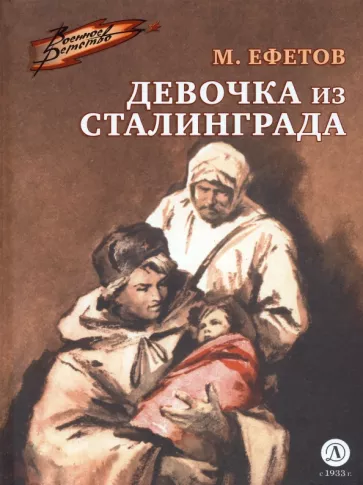 Военное
Детство
М. ЕФЕТОВ
ДЕВОЧКА ИЗ
СТАЛИНГРАДА
Д Л
с 1933 г.